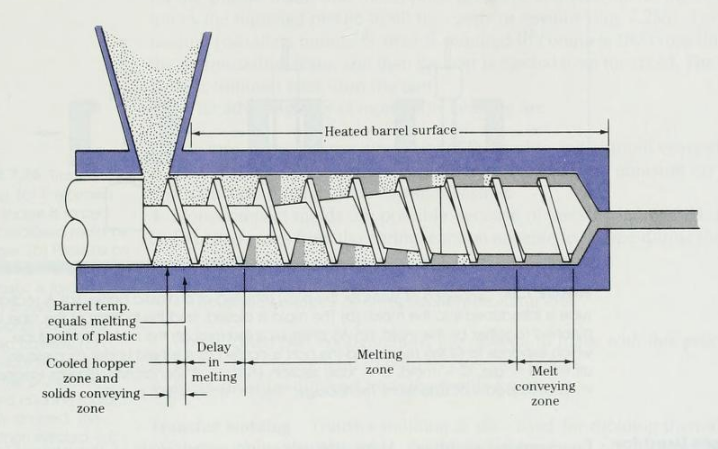 Heated barrel surface
Barrel temp.
equals melting
point of plastic
Cooled hopper
zone and
solids conveying
zone
Delay
in
melting
Melting
zone
Melt
conveying
zone